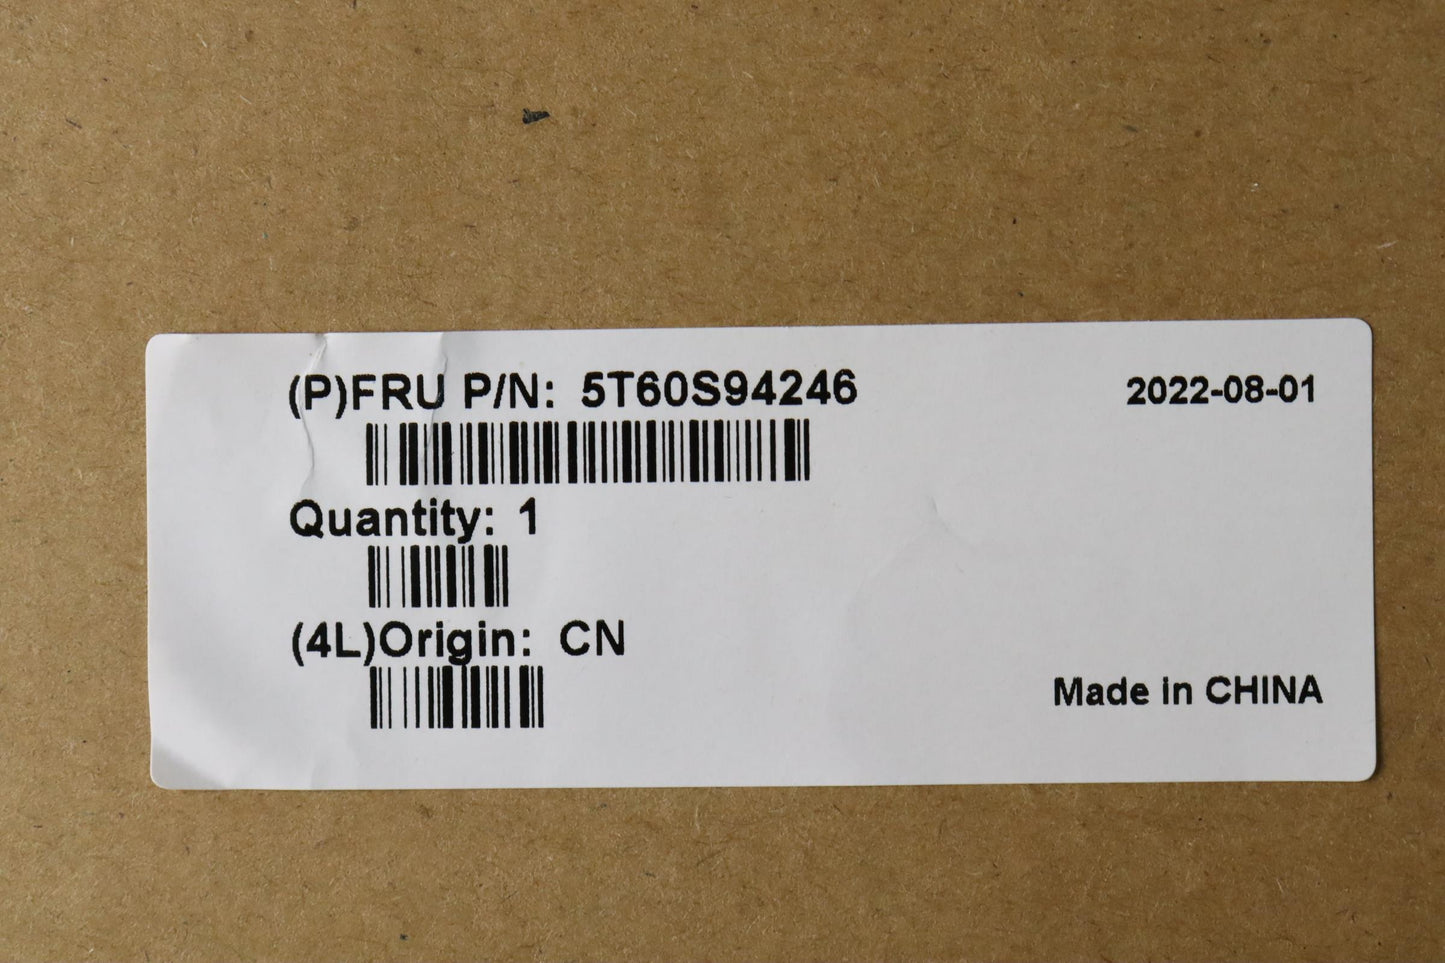 (P)FRU P/N: 5T60S94246
2022-08-01
Quantity: 1
(4L)Origin: CN
Made in CHINA